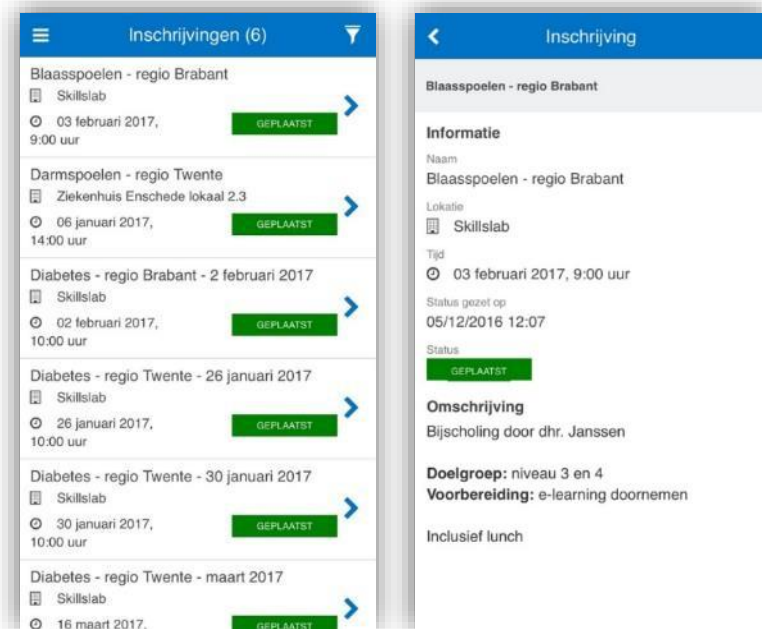 Inschrijvingen (6)
Blaasspoelen - regio Brabant
Skillslab
03 februari 2017,
9:00 uur
GEPLAATST
Darmspoelen - regio Twente
Ziekenhuis Enschede lokaal 2.3
06 januari 2017,
14:00 uur
GEPLAATST
Diabetes - regio Brabant - 2 februari 2017
Skillslab
02 februari 2017,
10:00 uur
GEPLAATST
Diabetes - regio Twente - 26 januari 2017
Skillslab
26 januari 2017,
10:00 uur
GEPLAATST
Diabetes - regio Twente - 30 januari 2017
Skillslab
30 januari 2017,
10:00 uur
GEPLAATST
Diabetes - regio Twente - maart 2017
Skillslab
16 maart 2017,
GEPLAATST
Inschrijving
Blaasspoelen - regio Brabant
Informatie
Naam
Blaasspoelen - regio Brabant
Lokatie
Skillslab
Tijd
03 februari 2017, 9:00 uur
Status gezet op
05/12/2016 12:07
Status
GEPLAATST
Omschrijving
Bijscholing door dhr. Janssen
Doelgroep: niveau 3 en 4
Voorbereiding: e-learning doornemen
Inclusief lunch